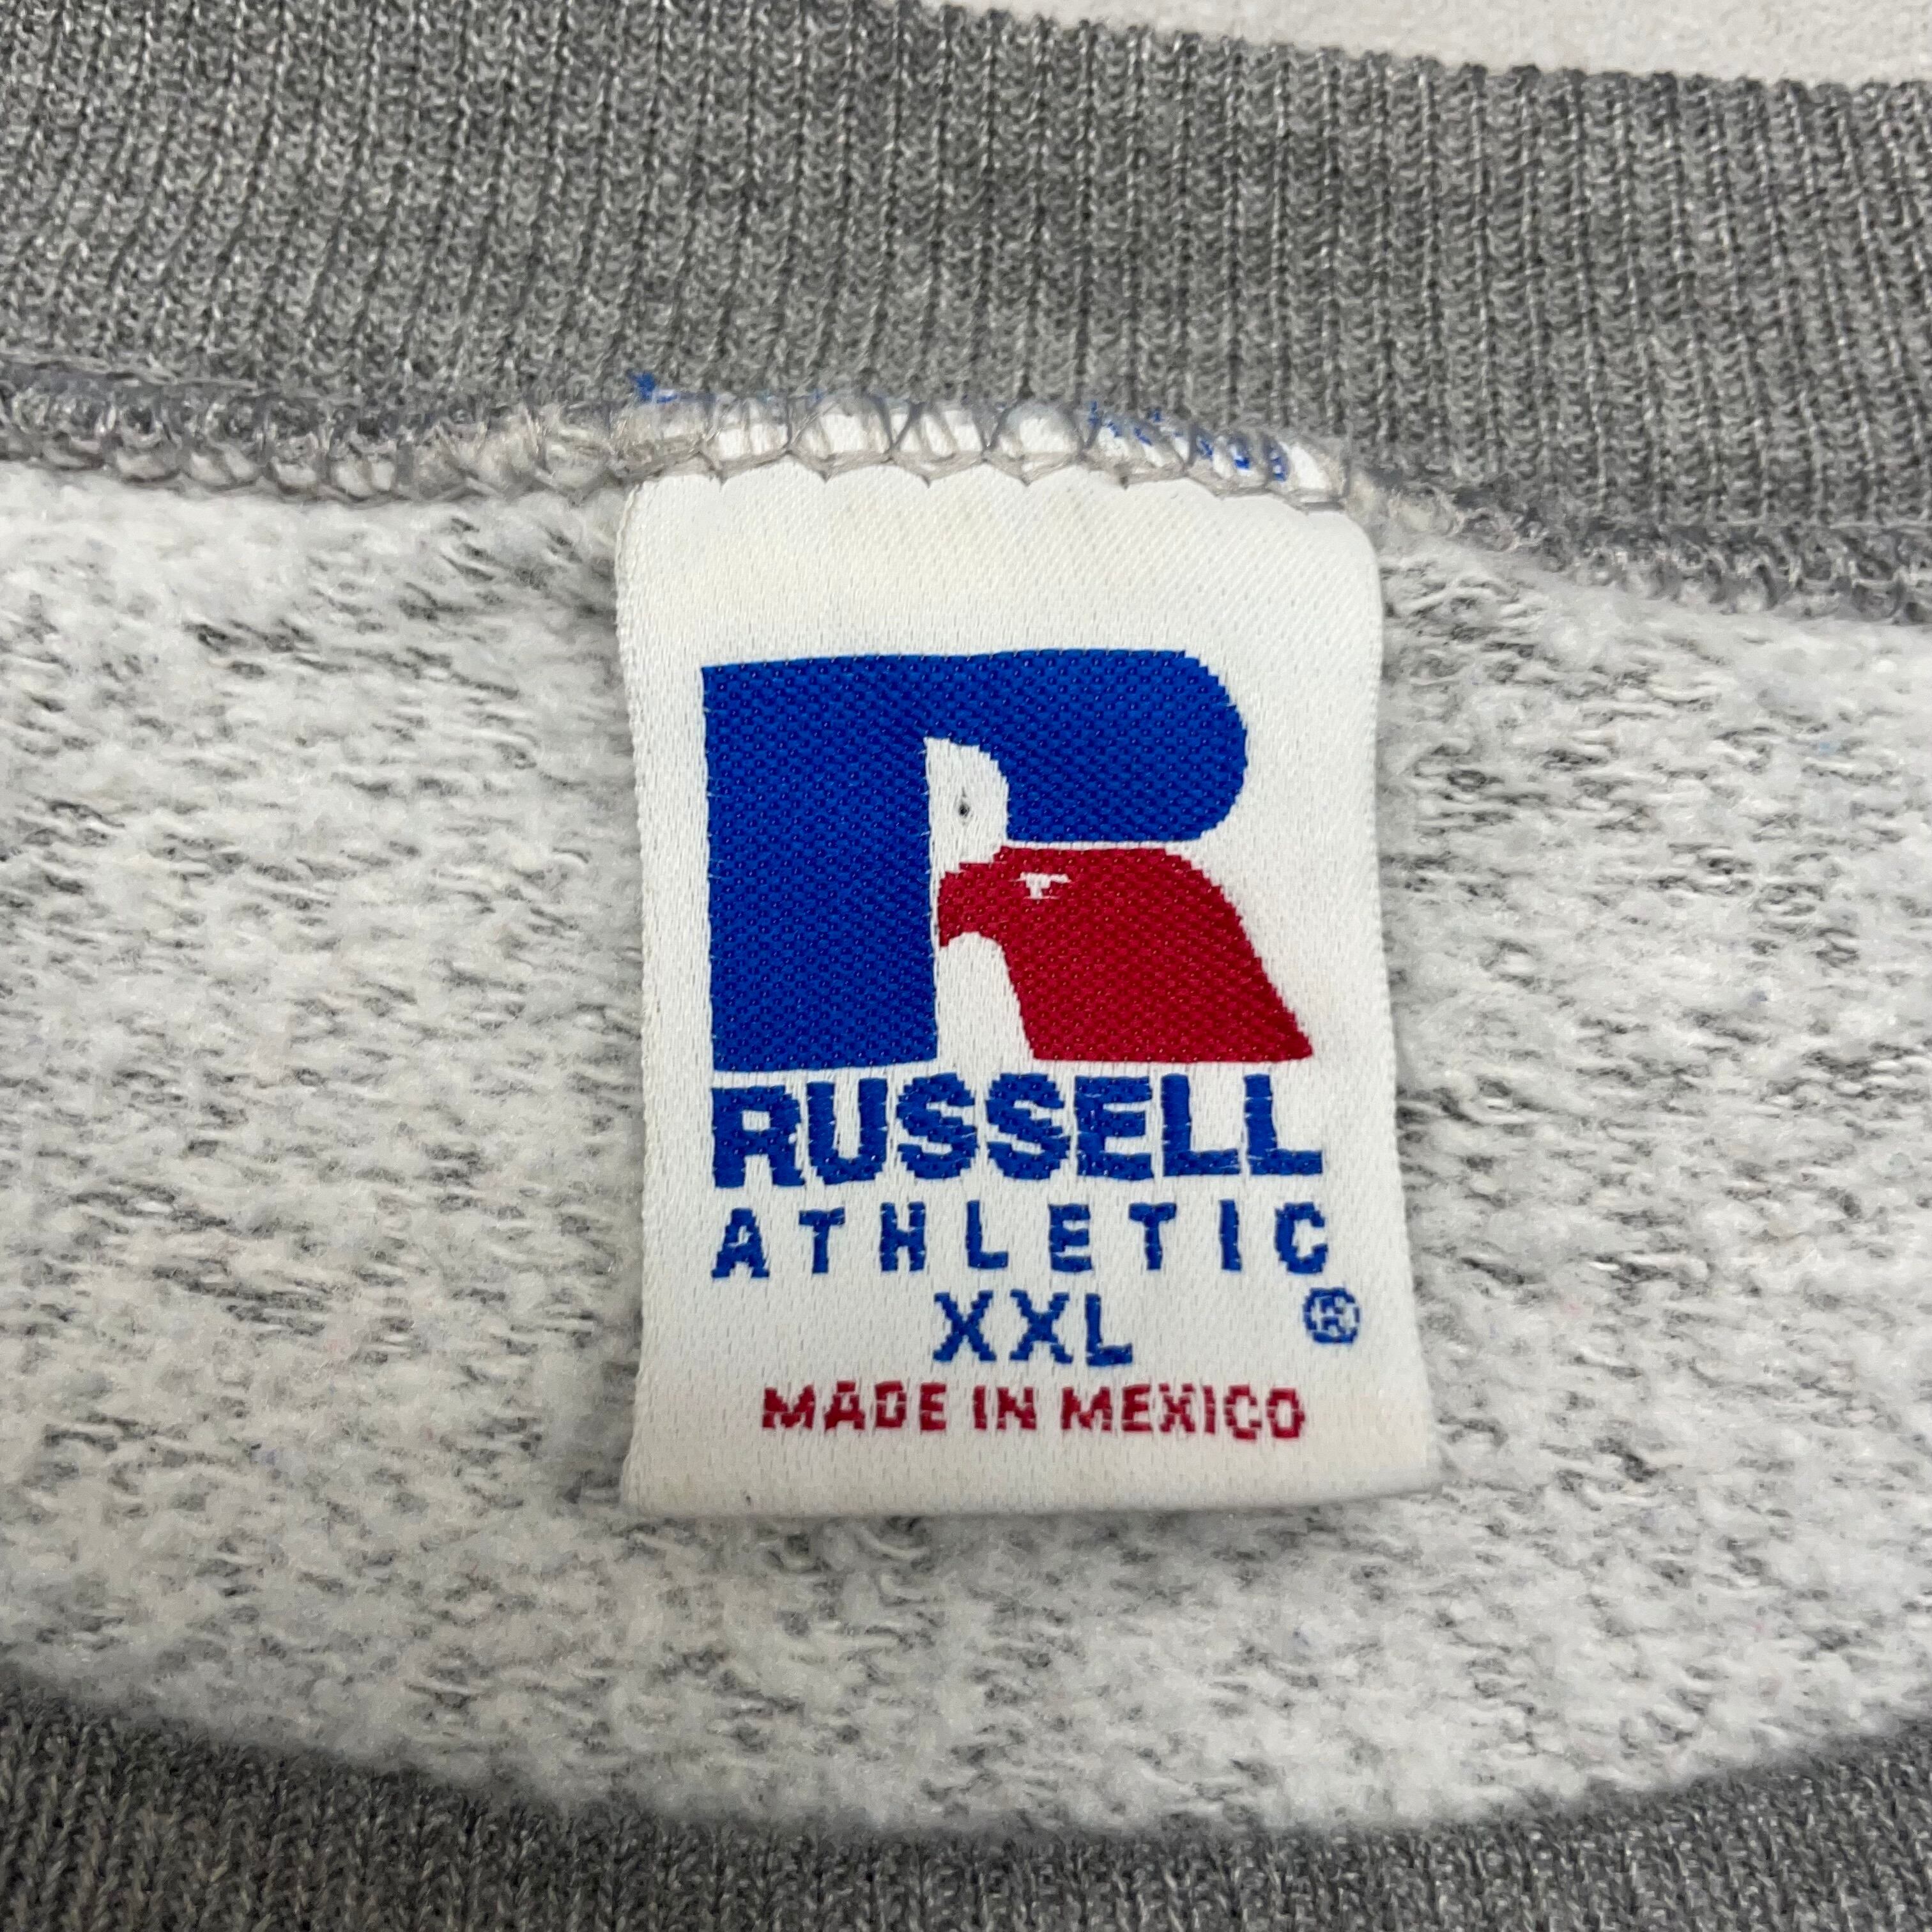 RUSSELL
ATHLETIC
XXL ®
MADE IN MEXICO